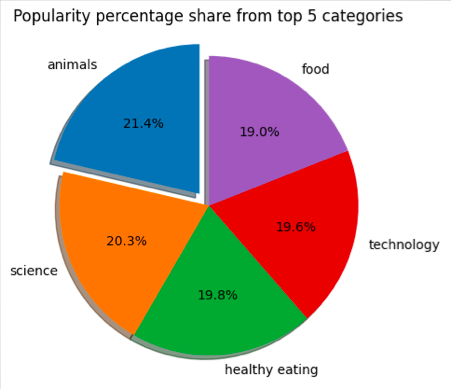 Popularity percentage share from top 5 categories
animals
food
21.4%
19.0%
20.3%
19.6%
technology
science
19.8%
healthy eating